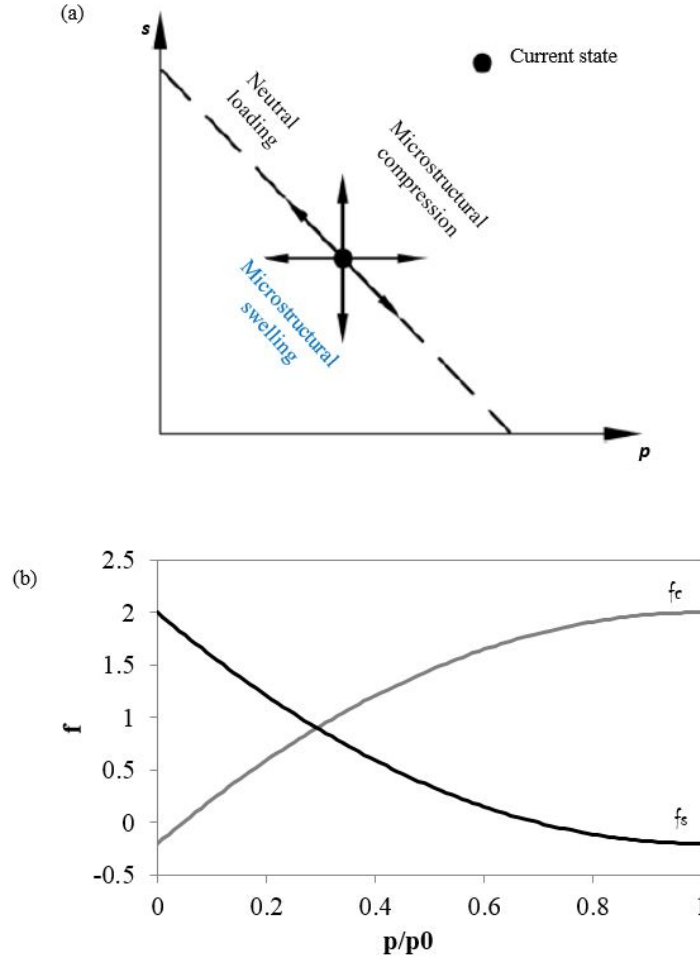 (a)
s
Current state
Neutral
loading
Microstructural
compression
Microstructural
swelling
p
(b)
2.5
2
1.5
1
0.5
0
-0.5
f
fc
fs
0
0.2
0.4
0.6
0.8
1
p/p0